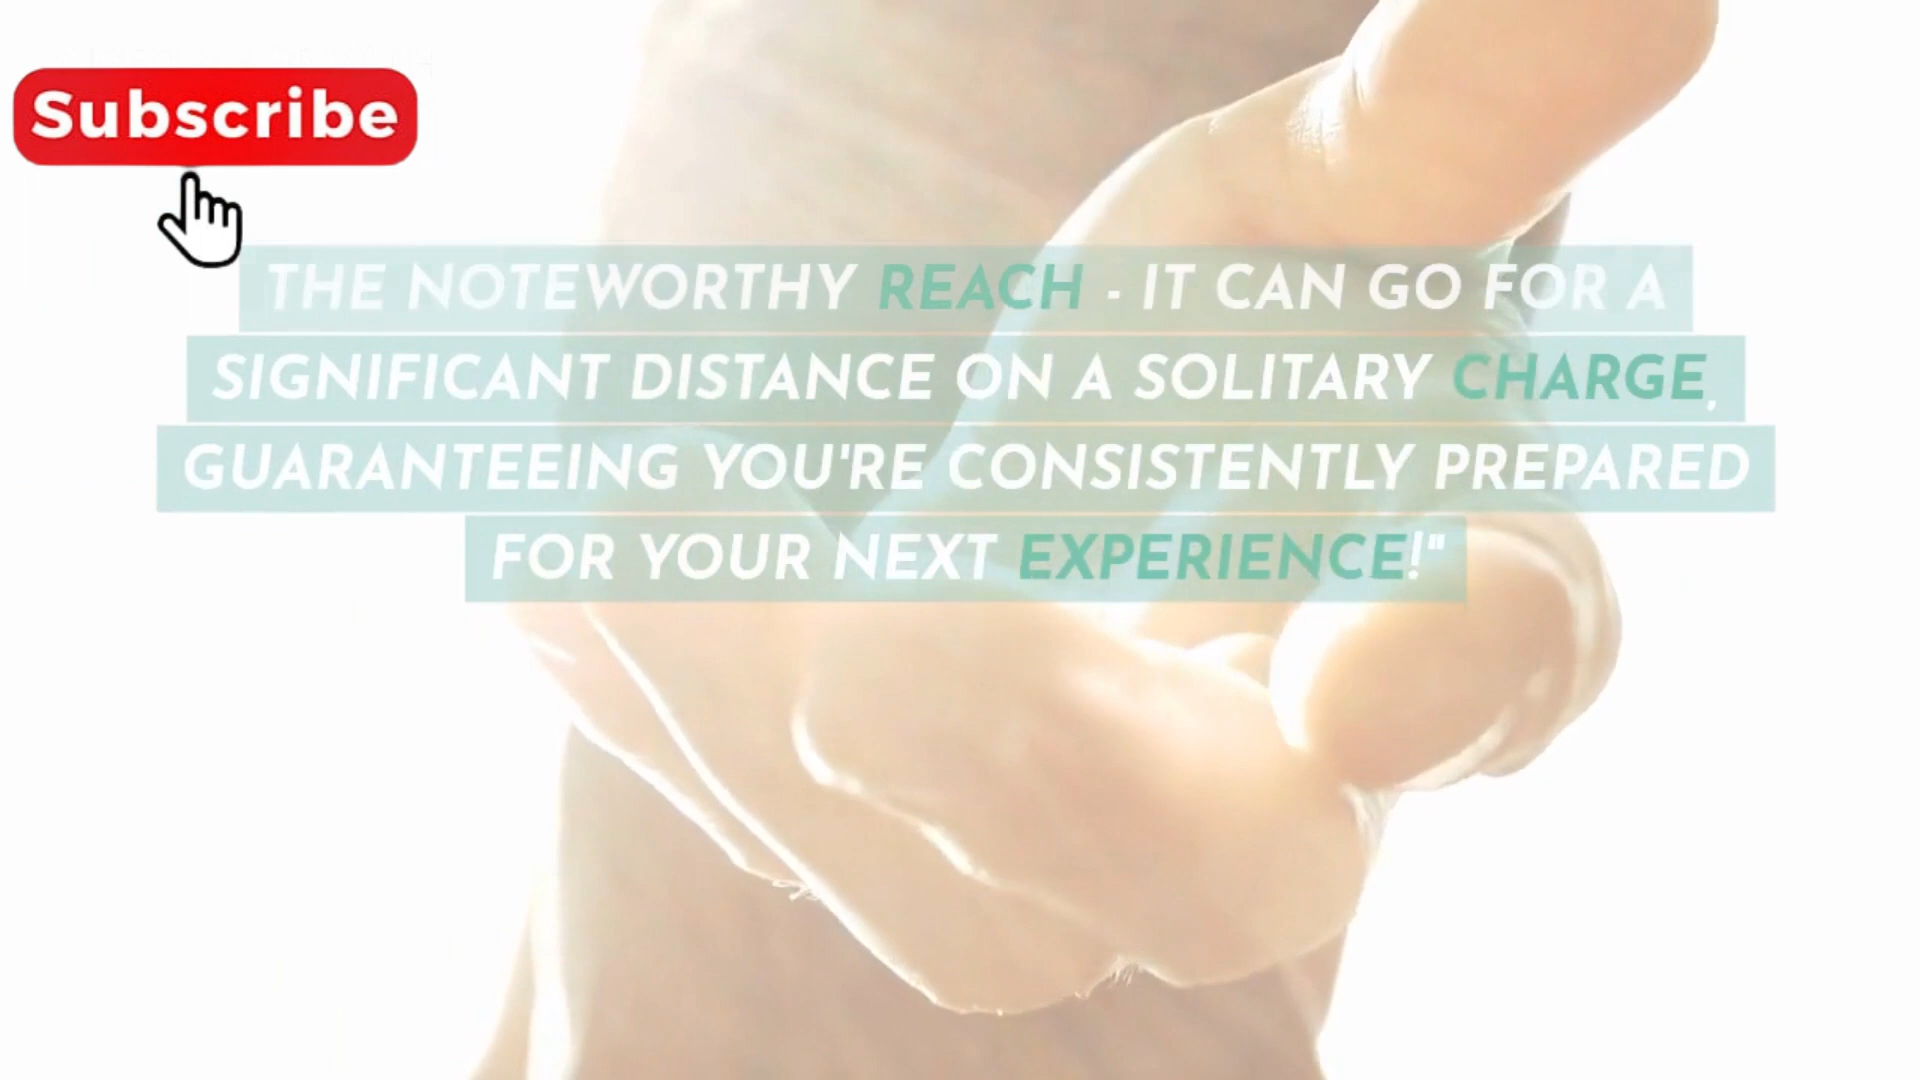 Subscribe
THE NOTEWORTHY REACH - IT CAN GO FOR A
SIGNIFICANT DISTANCE ON A SOLITARY CHARGE,
GUARANTEEING YOU'RE CONSISTENTLY PREPARED
FOR YOUR NEXT EXPERIENCE!"